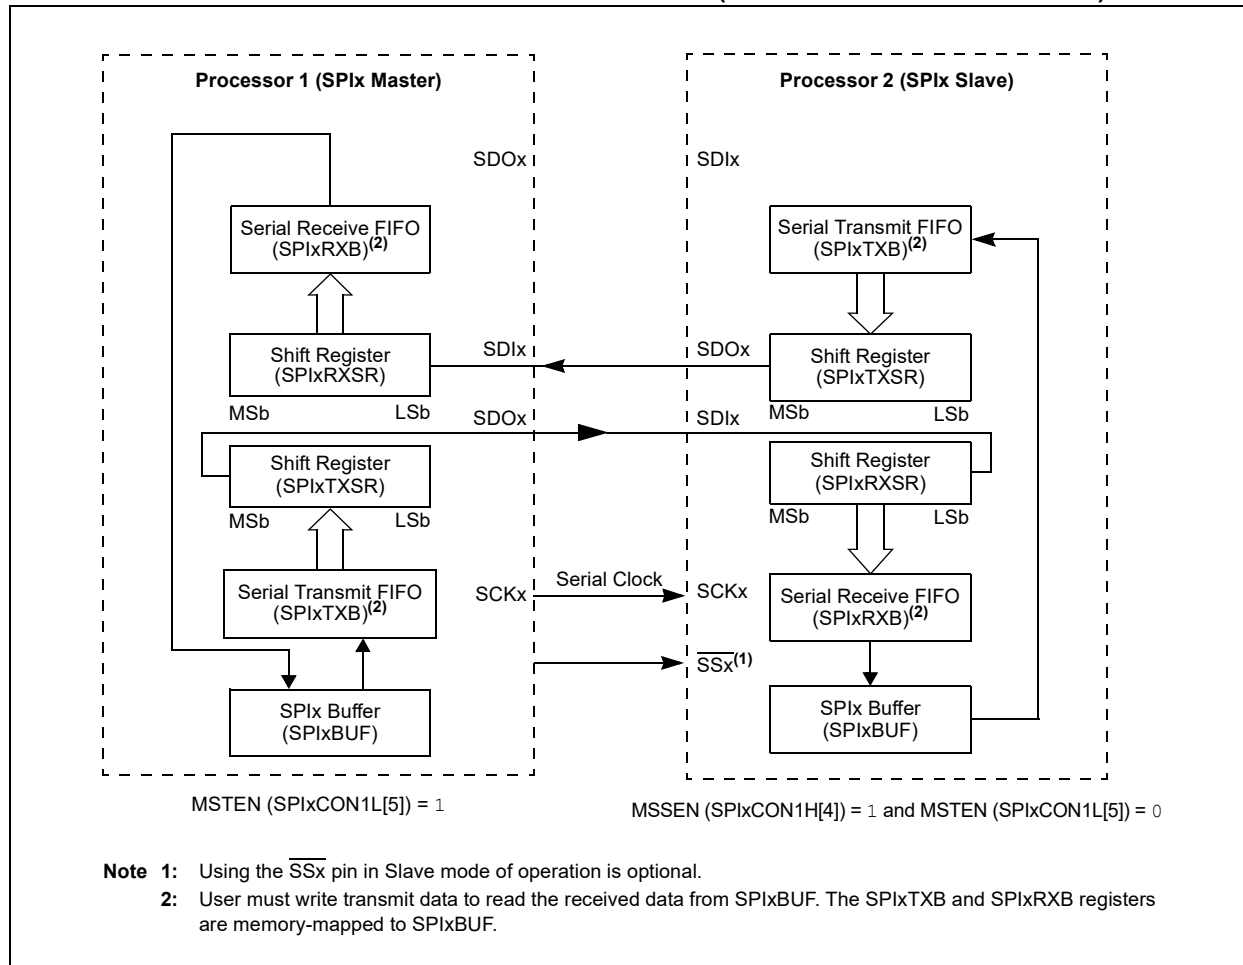 Processor 1 (SPIx Master)
Processor 2 (SPIx Slave)
SDOx
SDIx
Serial Receive FIFO
(SPIxRXB)(2)
Serial Transmit FIFO
(SPIxTXB)(2)
Shift Register
(SPIxRXSR)
SDIx
SDOx
Shift Register
(SPIxTXSR)
MSb
LSb
MSb
LSb
SDOx
SDIx
Shift Register
(SPIxTXSR)
Shift Register
(SPIxRXSR)
MSb
LSb
MSb
LSb
Serial Transmit FIFO
(SPIxTXB)(2)
SCKx
Serial Clock
SCKx
Serial Receive FIFO
(SPIxRXB)(2)
SSx(1)
SPIx Buffer
(SPIxBUF)
SPIx Buffer
(SPIxBUF)
MSTEN (SPIxCON1L[5]) = 1
MSSEN (SPIxCON1H[4]) = 1 and MSTEN (SPIxCON1L[5]) = 0
Note 1: Using the SSx pin in Slave mode of operation is optional.
2: User must write transmit data to read the received data from SPIxBUF. The SPIxTXB and SPIxRXB registers
are memory-mapped to SPIxBUF.